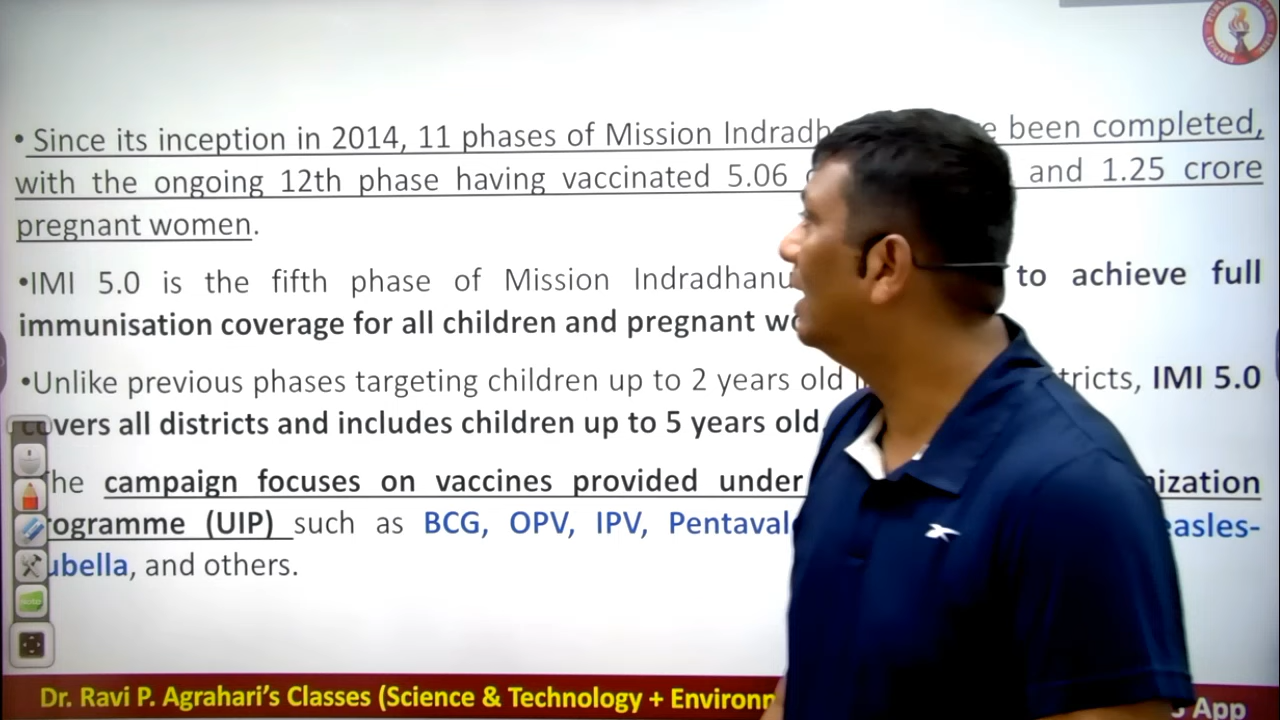 • Since its inception in 2014, 11 phases of Mission Indradh e been completed,
with the ongoing 12th phase having vaccinated 5.06 and 1.25 crore
pregnant women.
•IMI 5.0 is the fifth phase of Mission Indradhanu to achieve full
immunisation coverage for all children and pregnant wo
•Unlike previous phases targeting children up to 2 years old tricts, IMI 5.0
covers all districts and includes children up to 5 years old.
The campaign focuses on vaccines provided under ization
rogramme (UIP) such as BCG, OPV, IPV, Pentaval easles-
ubella, and others.
Dr. Ravi P. Agrahari's Classes (Science & Technology + Environm App